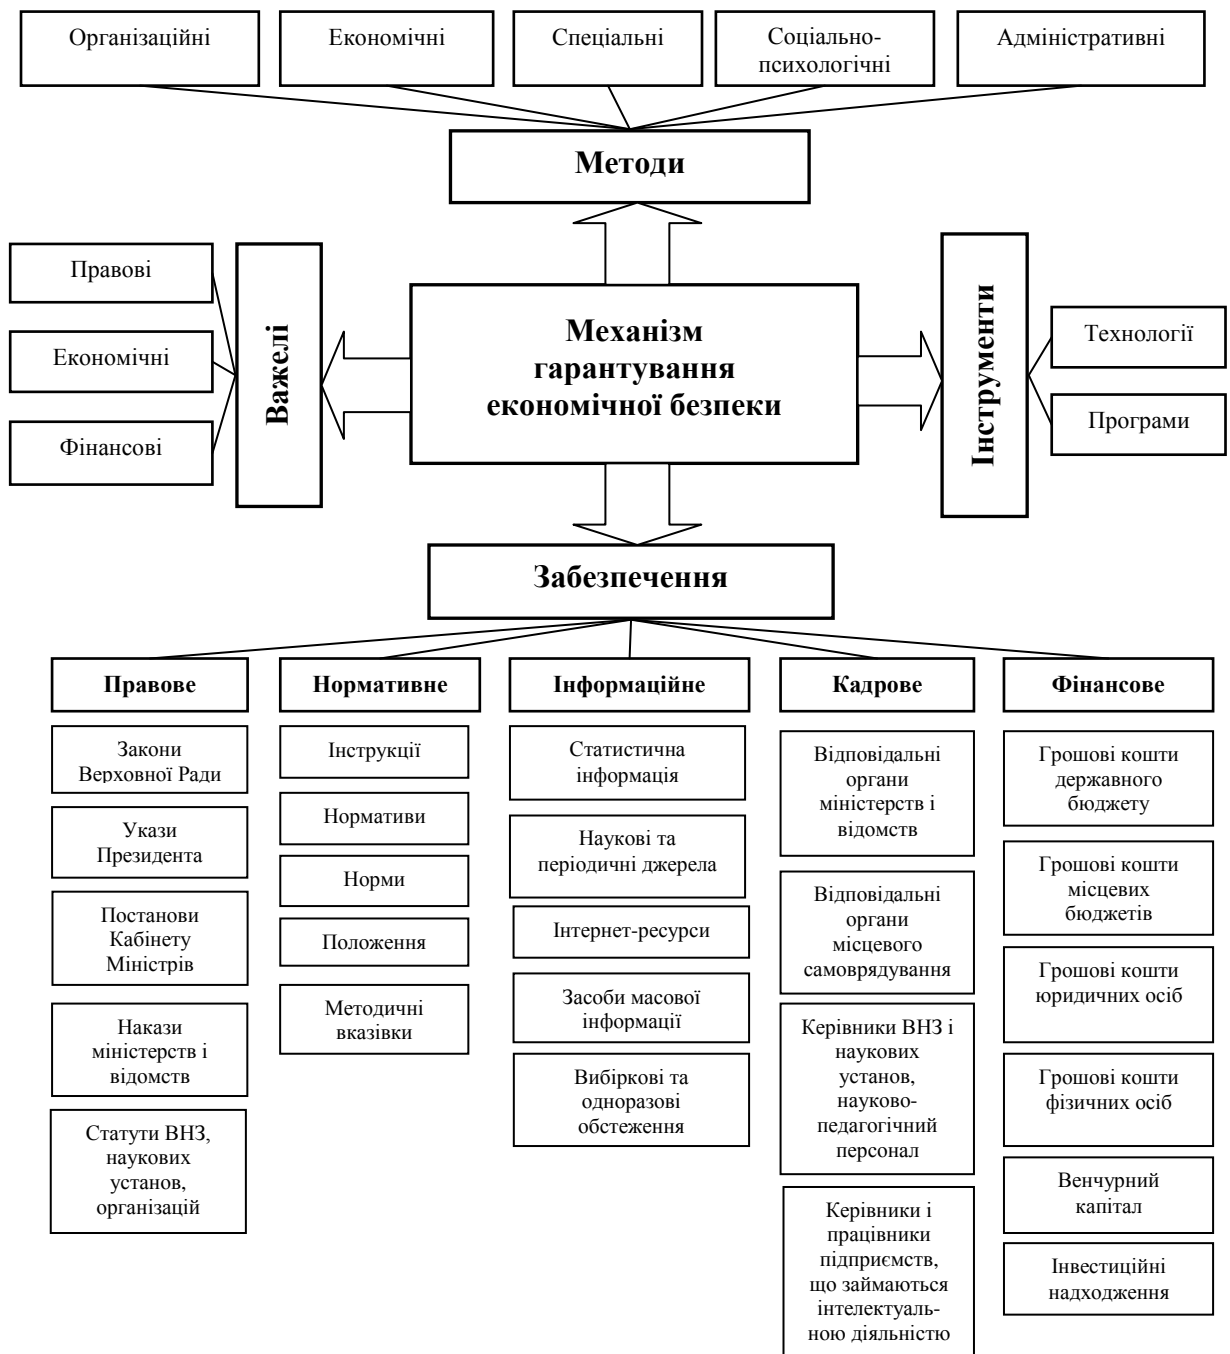 Організаційні
Економічні
Спеціальні
Соціально-
психологічні
Адміністративні
Методи
Правові
Економічні
Фінансові
Важелі
Механізм
гарантування
економічної безпеки
Інструменти
Технології
Програми
Забезпечення
Правове
Нормативне
Інформаційне
Кадрове
Фінансове
Закони
Верховної Ради
Укази
Президента
Постанови
Кабінету
Міністрів
Накази
міністерств і
відомств
Статути ВНЗ,
наукових
установ,
організацій
Інструкції
Нормативи
Норми
Положення
Методичні
вказівки
Статистична
інформація
Наукові та
періодичні джерела
Інтернет-ресурси
Засоби масової
інформації
Вибіркові та
одноразові
обстеження
Відповідальні
органи
міністерств і
відомств
Відповідальні
органи
місцевого
самоврядування
Керівники ВНЗ і
наукових
установ,
науково-
педагогічний
персонал
Керівники і
працівники
підприємств,
що займаються
інтелектуаль-
ною діяльністю
Грошові кошти
державного
бюджету
Грошові кошти
місцевих
бюджетів
Грошові кошти
юридичних осіб
Грошові кошти
фізичних осіб
Венчурний
капітал
Інвестиційні
надходження